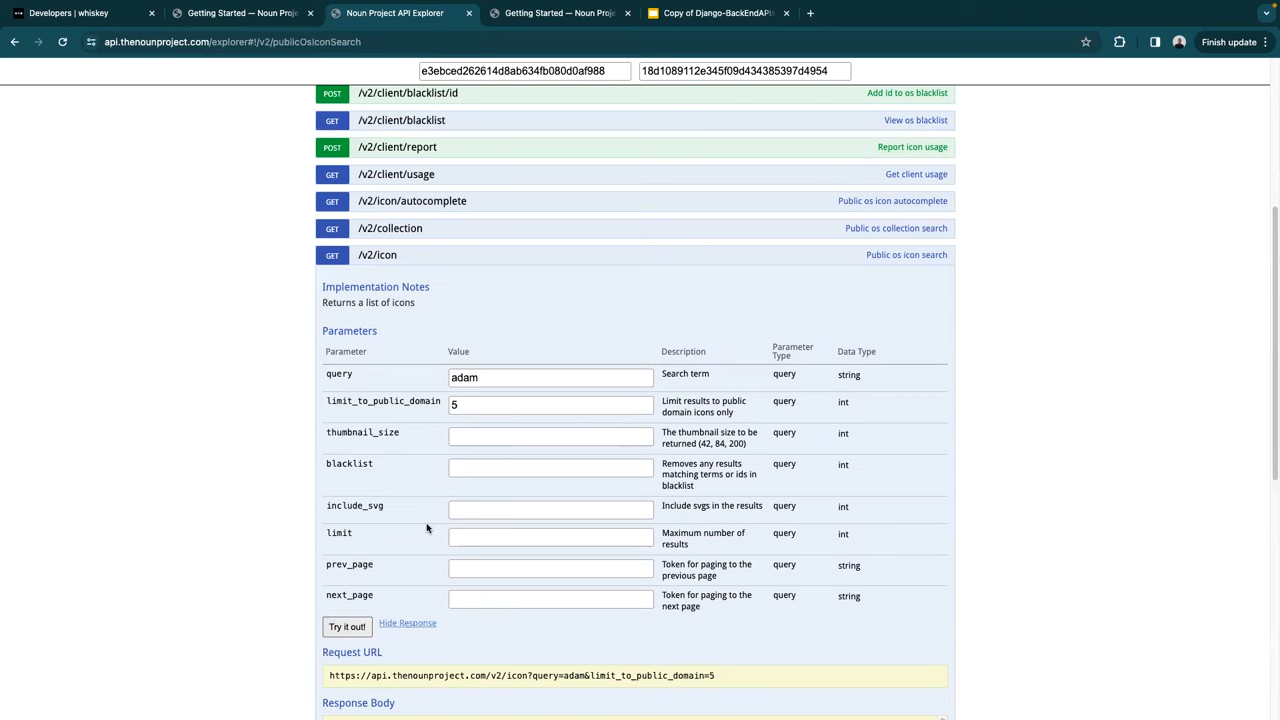 Developers | whiskey
Getting Started — Noun Proje
Noun Project API Explorer
Getting Started — Noun Proje
Copy of Django-BackEndAPIs
api.thenounproject.com/explorer#!/v2/publicOsIconSearch
Finish update
e3ebced262614d8ab634fb080d0af988
18d1089112e345f09d434385397d4954
POST /v2/client/blacklist/id Add id to os blacklist
GET /v2/client/blacklist View os blacklist
POST /v2/client/report Report icon usage
GET /v2/client/usage Get client usage
GET /v2/icon/autocomplete Public os icon autocomplete
GET /v2/collection Public os collection search
GET /v2/icon Public os icon search
Implementation Notes
Returns a list of icons
Parameters
Parameter Value Description Parameter Type Data Type
query adam Search term query string
limit_to_public_domain 5 Limit results to public domain icons only query int
thumbnail_size The thumbnail size to be returned (42, 84, 200) query int
blacklist Removes any results matching terms or ids in blacklist query int
include_svg Include svgs in the results query int
limit Maximum number of results query int
prev_page Token for paging to the previous page query string
next_page Token for paging to the next page query string
Try it out! Hide Response
Request URL
https://api.thenounproject.com/v2/icon?query=adam&limit_to_public_domain=5
Response Body